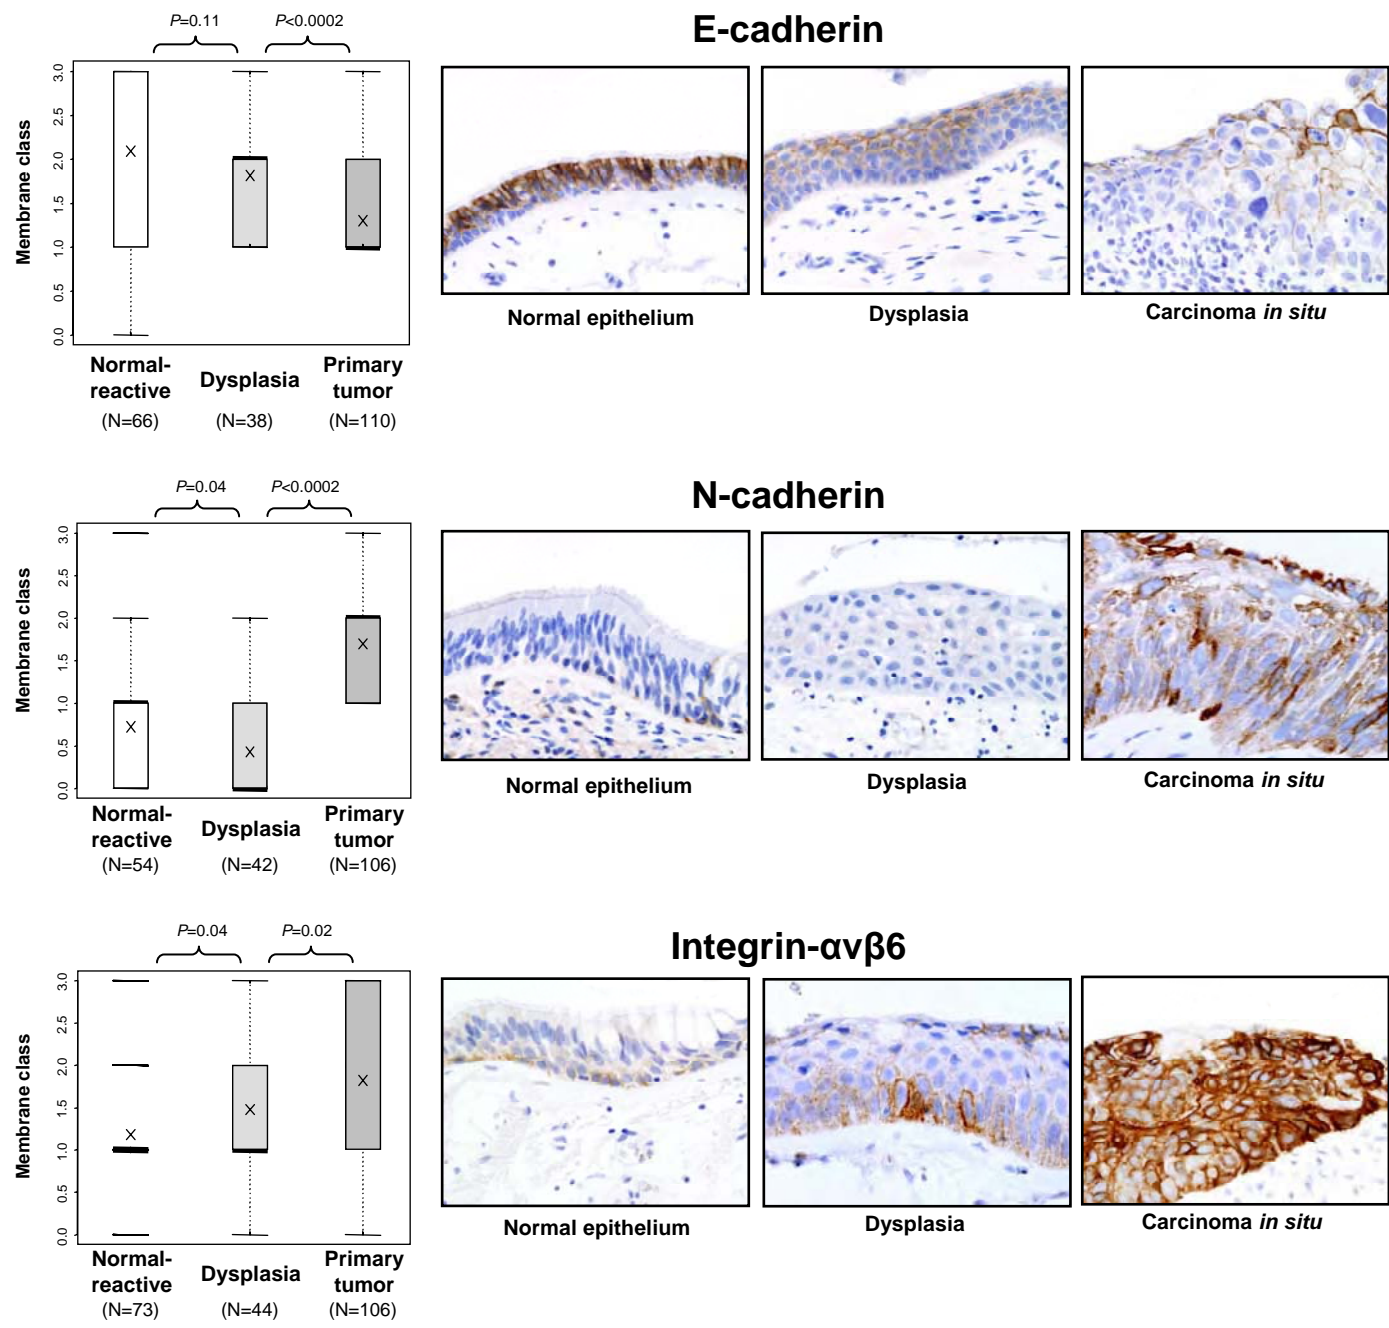 P=0.11 P<0.0002
E-cadherin
Membrane class
3.0
2.5
2.0
1.5
1.0
0.5
0.0
Normal-
reactive
Dysplasia
Primary
tumor
(N=66) (N=38) (N=110)
Normal epithelium
Dysplasia
Carcinoma in situ
P=0.04 P<0.0002
N-cadherin
Membrane class
3.0
2.5
2.0
1.5
1.0
0.5
0.0
Normal-
reactive
Dysplasia
Primary
tumor
(N=54) (N=42) (N=106)
Normal epithelium
Dysplasia
Carcinoma in situ
P=0.04 P=0.02
Integrin-αvβ6
Membrane class
3.0
2.5
2.0
1.5
1.0
0.5
0.0
Normal-
reactive
Dysplasia
Primary
tumor
(N=73) (N=44) (N=106)
Normal epithelium
Dysplasia
Carcinoma in situ